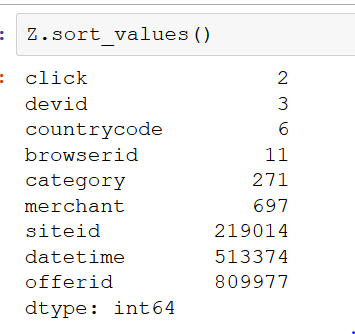 : Z.sort_values()
: click 2
devid 3
countrycode 6
browserid 11
category 271
merchant 697
siteid 219014
datetime 513374
offerid 809977
dtype: int64